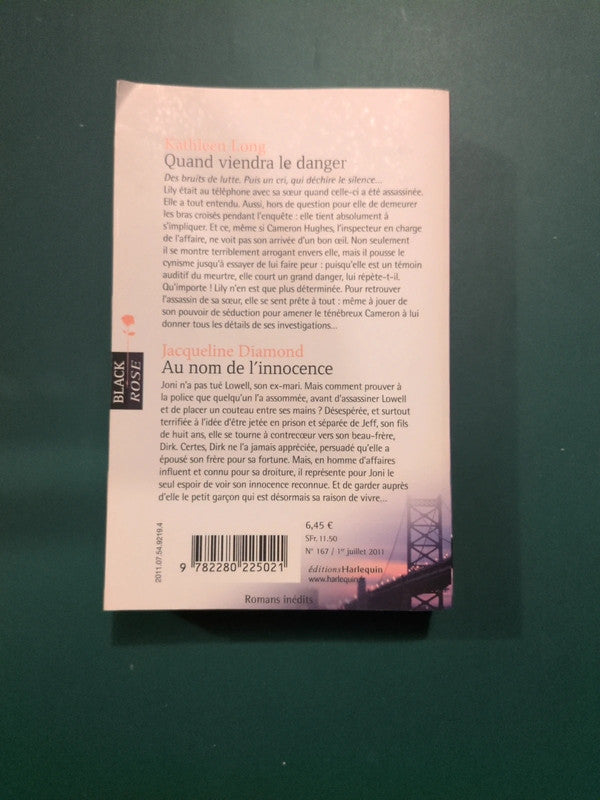 Kathleen Long
Quand viendra le danger
Des bruits de lutte. Puis un cri, qui déchire le silence...
Lily était au téléphone avec sa sœur quand celle-ci a été assassinée.
Elle a tout entendu. Aussi, hors de question pour elle de demeurer
les bras croisés pendant l'enquête : elle tient absolument à
s'impliquer. Et ce, même si Cameron Hughes, l'inspecteur en charge
de l'affaire, ne voit pas son arrivée d'un bon œil. Non seulement
il se montre terriblement arrogant envers elle, mais il pousse le
cynisme jusqu'à essayer de lui faire peur : puisqu'elle est un témoin
auditif du meurtre, elle court un grand danger, lui répète-t-il.
Qu'importe ! Lily n'en est que plus déterminée. Pour retrouver
l'assassin de sa sœur, elle se sent prête à tout : même à jouer de
son pouvoir de séduction pour amener le ténébreux Cameron à lui
donner tous les détails de ses investigations...
Jacqueline Diamond
Au nom de l'innocence
Joni n'a pas tué Lowell, son ex-mari. Mais comment prouver à
la police que quelqu'un l'a assommée, avant d'assassiner Lowell
et de placer un couteau entre ses mains ? Désespérée, et surtout
terrifiée à l'idée d'être jetée en prison et séparée de Jeff, son fils
de huit ans, elle se tourne à contrecœur vers son beau-frère,
Dirk. Certes, Dirk ne l'a jamais appréciée, persuadé qu'elle a
épousé son frère pour sa fortune. Mais, en homme d'affaires
influent et connu pour sa droiture, il représente pour Joni le
seul espoir de voir son innocence reconnue. Et de garder auprès
d'elle le petit garçon qui est désormais sa raison de vivre...
BLACK
ROSE
2011.07.54.9219.4
9 782280 225021
6,45 €
SFr. 11.50
N° 167 / 1er juillet 2011
éditionsHarlequin
www.harlequin
Romans inédits